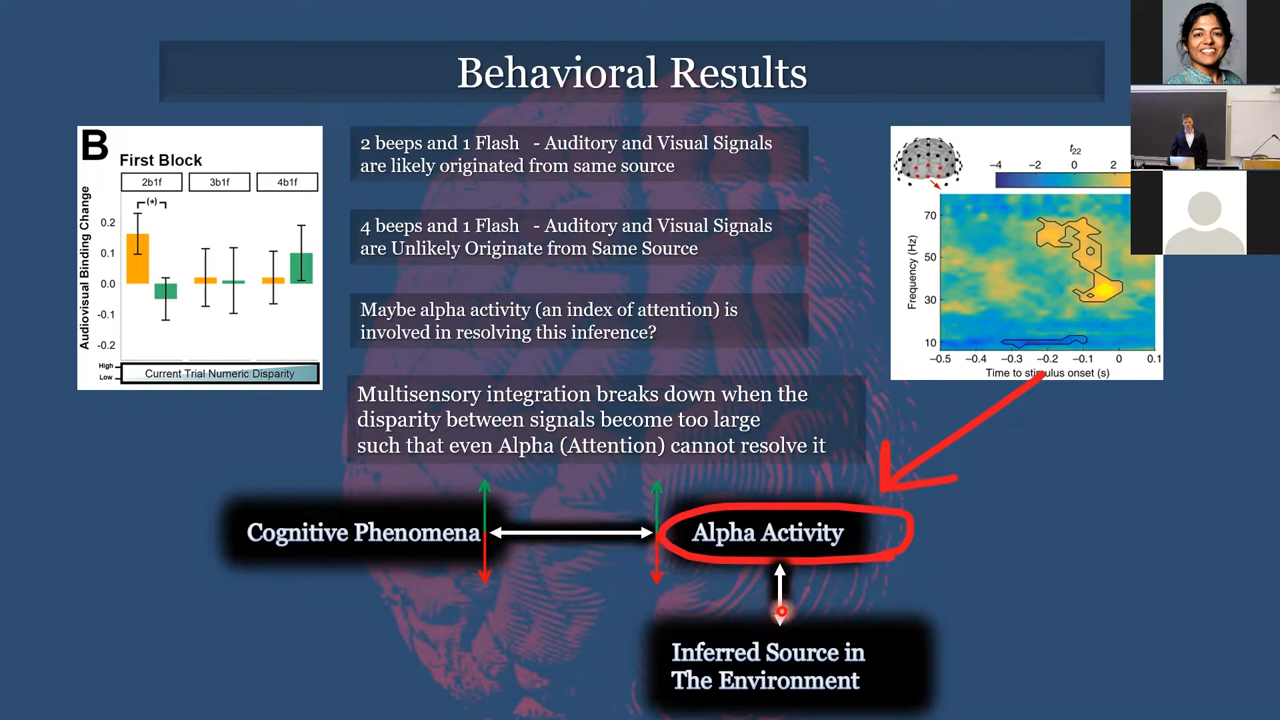 Behavioral Results
B
First Block
2b1f
3b1f
4b1f
(*)
Audiovisual Binding Change
0.2
0.1
0.0
-0.1
-0.2
High
Low
Current Trial Numeric Disparity
2 beeps and 1 Flash - Auditory and Visual Signals
are likely originated from same source
4 beeps and 1 Flash - Auditory and Visual Signals
are Unlikely Originate from Same Source
Maybe alpha activity (an index of attention) is
involved in resolving this inference?
Multisensory integration breaks down when the
disparity between signals become too large
such that even Alpha (Attention) cannot resolve it
t22
−4 −2 0 2
Frequency (Hz)
70
50
30
10
−0.5 −0.4 −0.3 −0.2 −0.1 0 0.1
Time to stimulus onset (s)
Cognitive Phenomena
Alpha Activity
Inferred Source in
The Environment